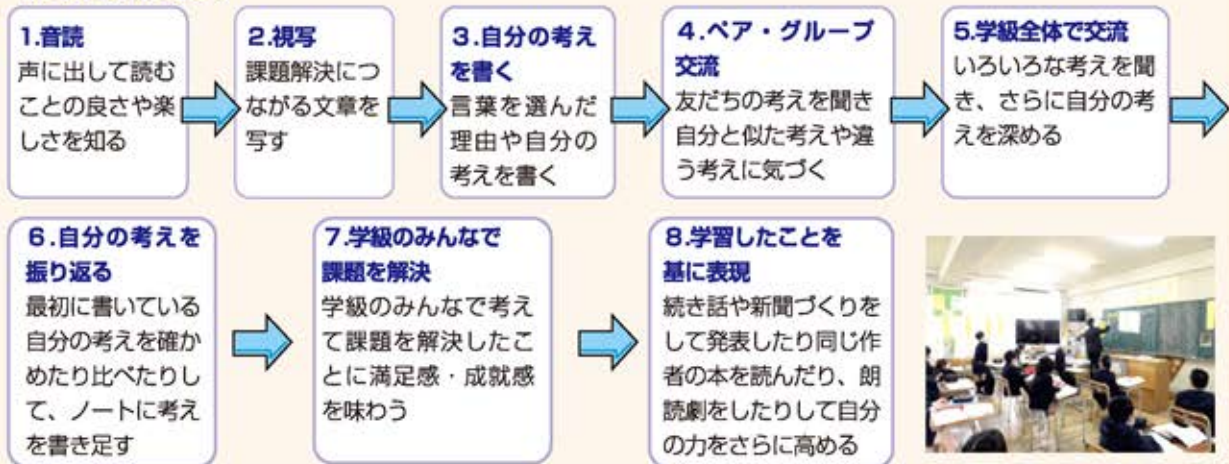 1.音読
声に出して読む
ことの良さや楽
しさを知る
2.視写
課題解決につ
ながる文章を
写す
3.自分の考え
を書く
言葉を選んだ
理由や自分の
考えを書く
4.ペア・グループ
交流
友だちの考えを聞き
自分と似た考えや違
う考えに気づく
5.学級全体で交流
いろいろな考えを聞
き、さらに自分の考
えを深める
6.自分の考えを
振り返る
最初に書いている
自分の考えを確か
めたり比べたりし
て、ノートに考え
を書き足す
7.学級のみんなで
課題を解決
学級のみんなで考え
て課題を解決したこ
とに満足感・成就感
を味わう
8.学習したことを
基に表現
続き話や新聞づくりを
して発表したり同じ作
者の本を読んだり、朗
読劇をしたりして自分
の力をさらに高める